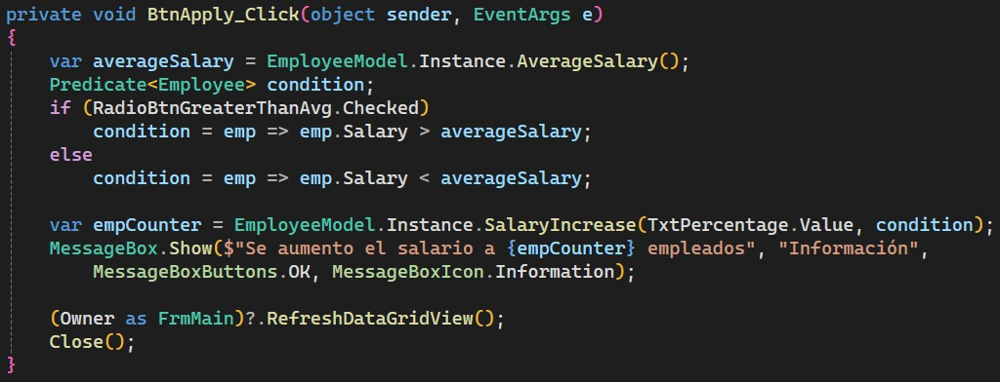 private void BtnApply_Click(object sender, EventArgs e)
{
    var averageSalary = EmployeeModel.Instance.AverageSalary();
    Predicate<Employee> condition;
    if (RadioBtnGreaterThanAvg.Checked)
        condition = emp => emp.Salary > averageSalary;
    else
        condition = emp => emp.Salary < averageSalary;

    var empCounter = EmployeeModel.Instance.SalaryIncrease(TxtPercentage.Value, condition);
    MessageBox.Show($"Se aumento el salario a {empCounter} empleados", "Información",
        MessageBoxButtons.OK, MessageBoxIcon.Information);

    (Owner as FrmMain)?.RefreshDataGridView();
    Close();
}